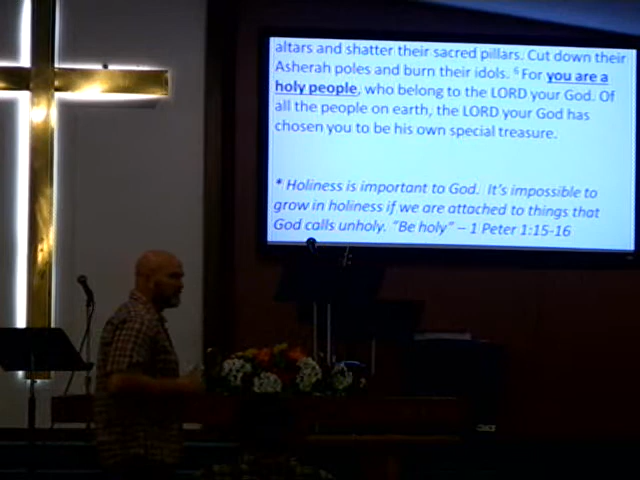 altars and shatter their sacred pillars. Cut down their
Asherah poles and burn their idols. ⁶ For you are a
holy people, who belong to the LORD your God. Of
all the people on earth, the LORD your God has
chosen you to be his own special treasure.
* Holiness is important to God. It's impossible to
grow in holiness if we are attached to things that
God calls unholy. "Be holy" – 1 Peter 1:15-16